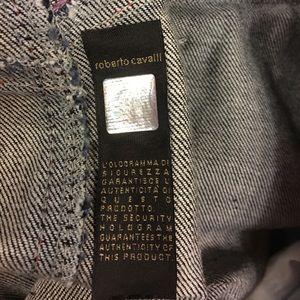 roberto cavalli
L'OLOGRAMMA DI
SICUREZZA
GARANTISCE L'
AUTENTICITÀ DI
QUESTO
PRODOTTO
THE SECURITY
HOLOGRAM
GUARANTEES THE
AUTHENTICITY OF
THIS PRODUCT.